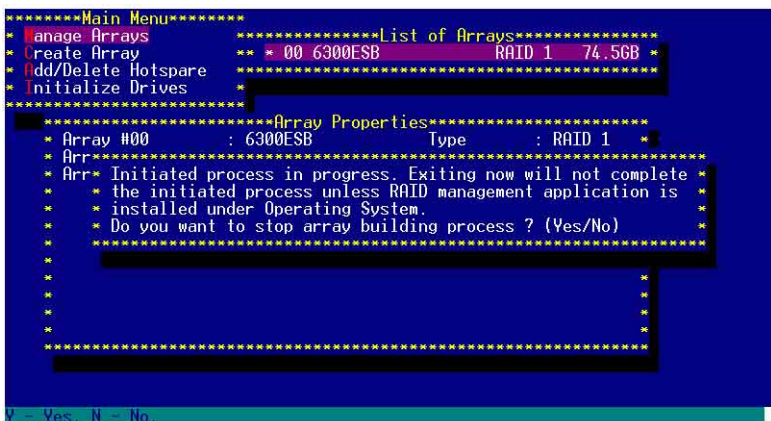 Main Menu
Manage Arrays
Create Array
Add/Delete Hotspare
Initialize Drives
List of Arrays
* 00 6300ESB RAID 1 74.5GB
Array Properties
Array #00 : 6300ESB Type : RAID 1
Arr
Arr
Initiated process in progress. Exiting now will not complete
the initiated process unless RAID management application is
installed under Operating System.
Do you want to stop array building process ? (Yes/No)
Y - Yes, N - No.